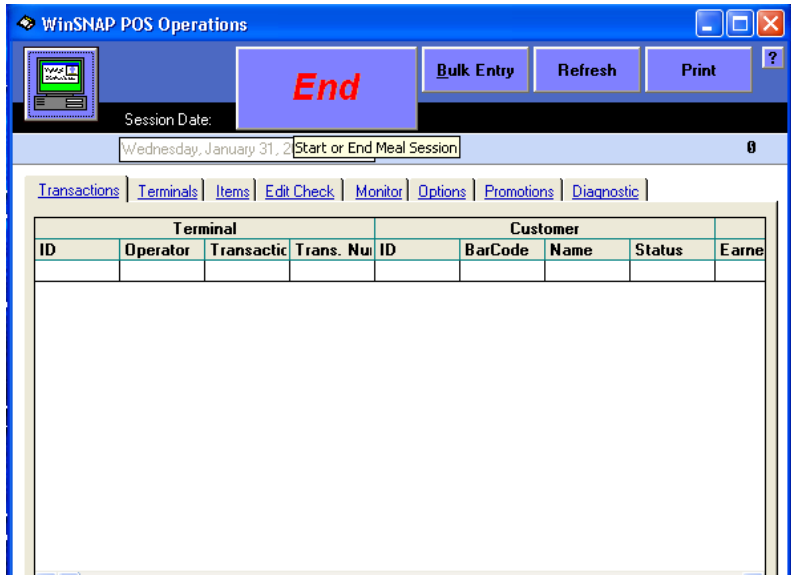 WinSNAP POS Operations
End Bulk Entry Refresh Print ?
Session Date:
Wednesday, January 31, 2 Start or End Meal Session 0
Transactions Terminals Items Edit Check Monitor Options Promotions Diagnostic
Terminal Customer
ID Operator Transactic Trans. Nui ID BarCode Name Status Earne